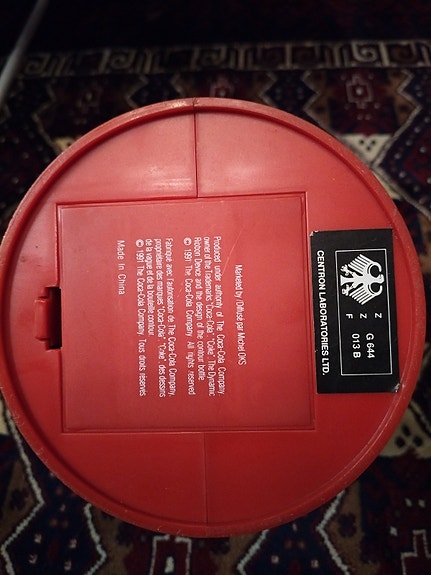 Z
G 644
Z
013 B
F
CENTRON LABORATORIES LTD.
Marketed by /Diffusé par Michel OKS
Produced under authority of The Coca-Cola Company,
owner of the trademarks "Coca-Cola" "Coke", The Dynamic
Ribbon Device and the design of the contour bottle
© 1991 The Coca-Cola Company. All rights reserved
Fabriqué avec l'autorisation de The Coca-Cola Company,
propriétaire des marques "Coca-Cola" "Coke", des dessins
de la vague et de la bouteille contour.
© 1991 The Coca-Cola Company. Tous droits réservés
Made In China